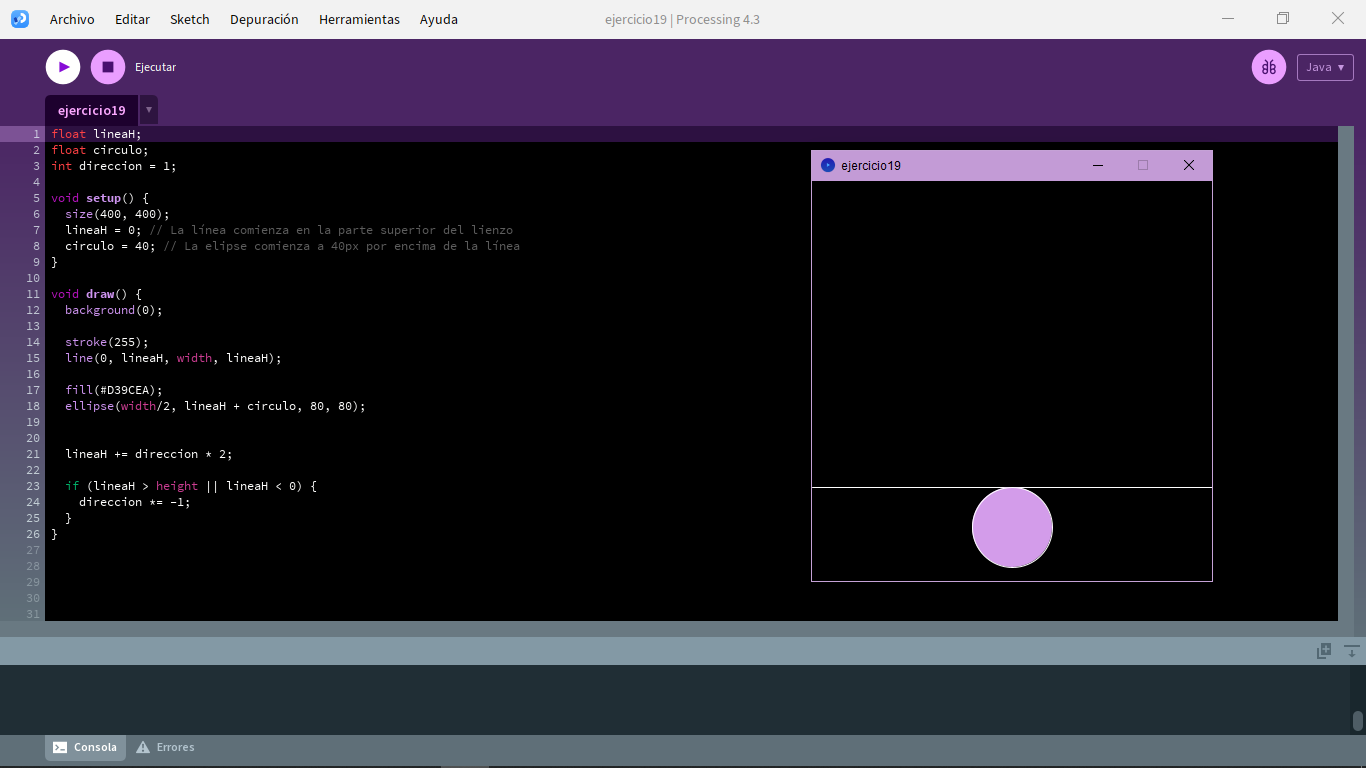 Archivo Editar Sketch Depuración Herramientas Ayuda ejercicio19 | Processing 4.3
Ejecutar
Java ▾
ejercicio19 ▾
1 float lineaH;
2 float circulo;
3 int direccion = 1;
4
5 void setup() {
6   size(400, 400);
7   lineaH = 0; // La línea comienza en la parte superior del lienzo
8   circulo = 40; // La elipse comienza a 40px por encima de la línea
9 }
10
11 void draw() {
12   background(0);
13
14   stroke(255);
15   line(0, lineaH, width, lineaH);
16
17   fill(#D39CEA);
18   ellipse(width/2, lineaH + circulo, 80, 80);
19
20
21   lineaH += direccion * 2;
22
23   if (lineaH > height || lineaH < 0) {
24     direccion *= -1;
25   }
26 }
27
28
29
30
31
ejercicio19
Consola Errores